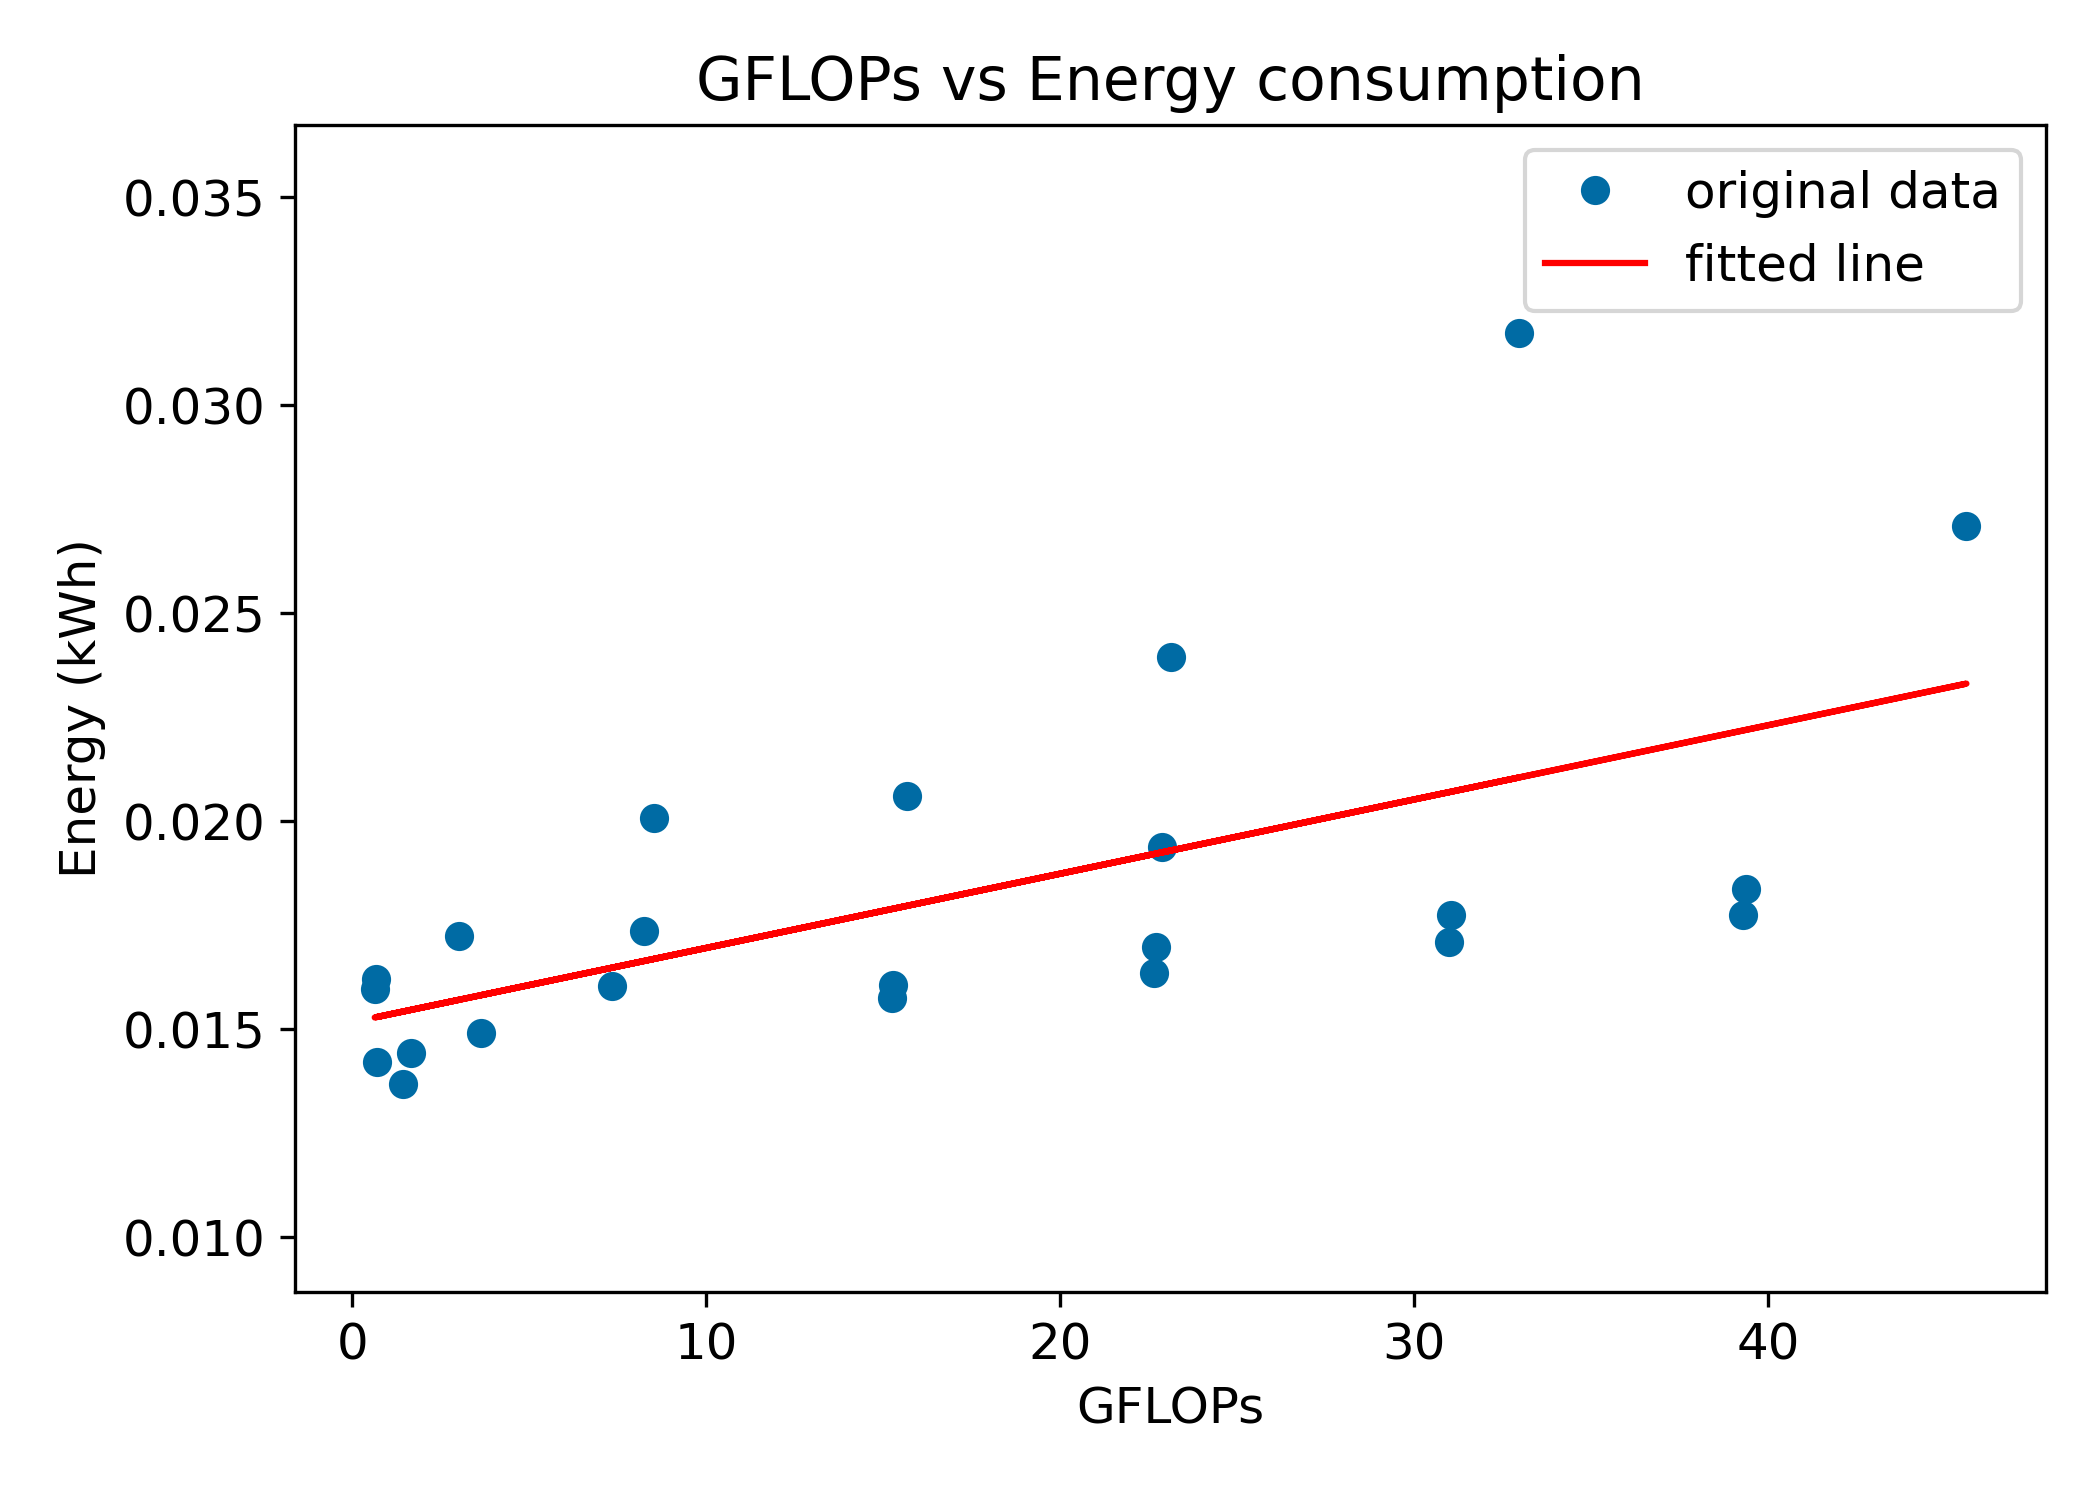 GFLOPs vs Energy consumption
original data
fitted line
0.035
0.030
0.025
0.020
0.015
0.010
Energy (kWh)
0 10 20 30 40
GFLOPs